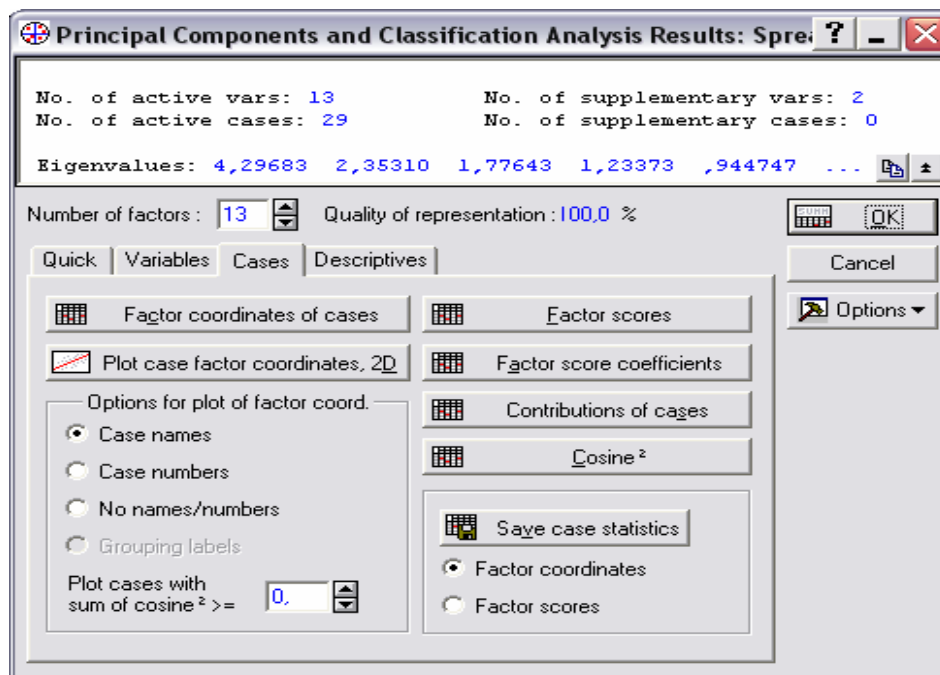 Principal Components and Classification Analysis Results: Sprea
No. of active vars: 13 No. of supplementary vars: 2
No. of active cases: 29 No. of supplementary cases: 0
Eigenvalues: 4,29683 2,35310 1,77643 1,23373 ,944747 ...
Number of factors : 13 Quality of representation :100,0 %
OK
Quick Variables Cases Descriptives
Cancel
Options
Factor coordinates of cases
Factor scores
Plot case factor coordinates, 2D
Factor score coefficients
Options for plot of factor coord.
Contributions of cases
Case names
Cosine ²
Case numbers
No names/numbers
Grouping labels
Save case statistics
Factor coordinates
Factor scores
Plot cases with
sum of cosine ² >= 0,